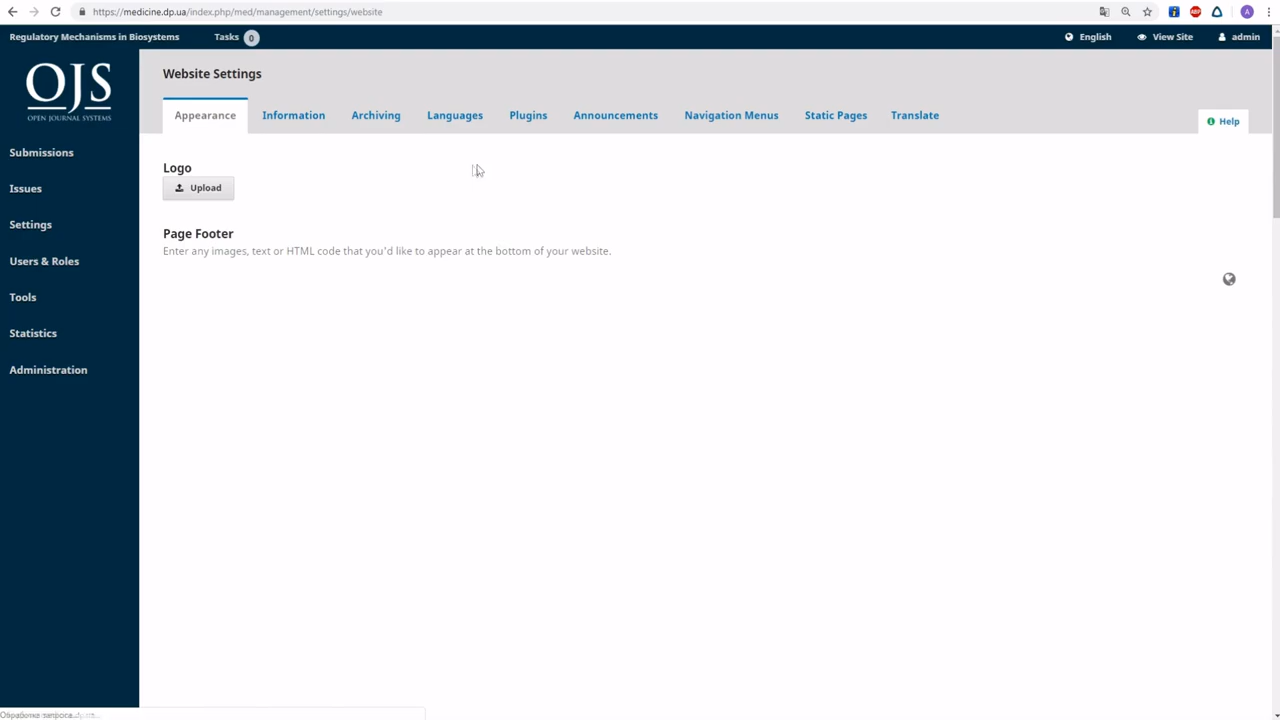 https://medicine.dp.ua/index.php/med/management/settings/website
Regulatory Mechanisms in Biosystems
Tasks 0
English
View Site
admin
OJS
OPEN JOURNAL SYSTEMS
Website Settings
Appearance
Information
Archiving
Languages
Plugins
Announcements
Navigation Menus
Static Pages
Translate
Help
Submissions
Issues
Settings
Users & Roles
Tools
Statistics
Administration
Logo
Upload
Page Footer
Enter any images, text or HTML code that you'd like to appear at the bottom of your website.
A
ABP
Обработка запроса...